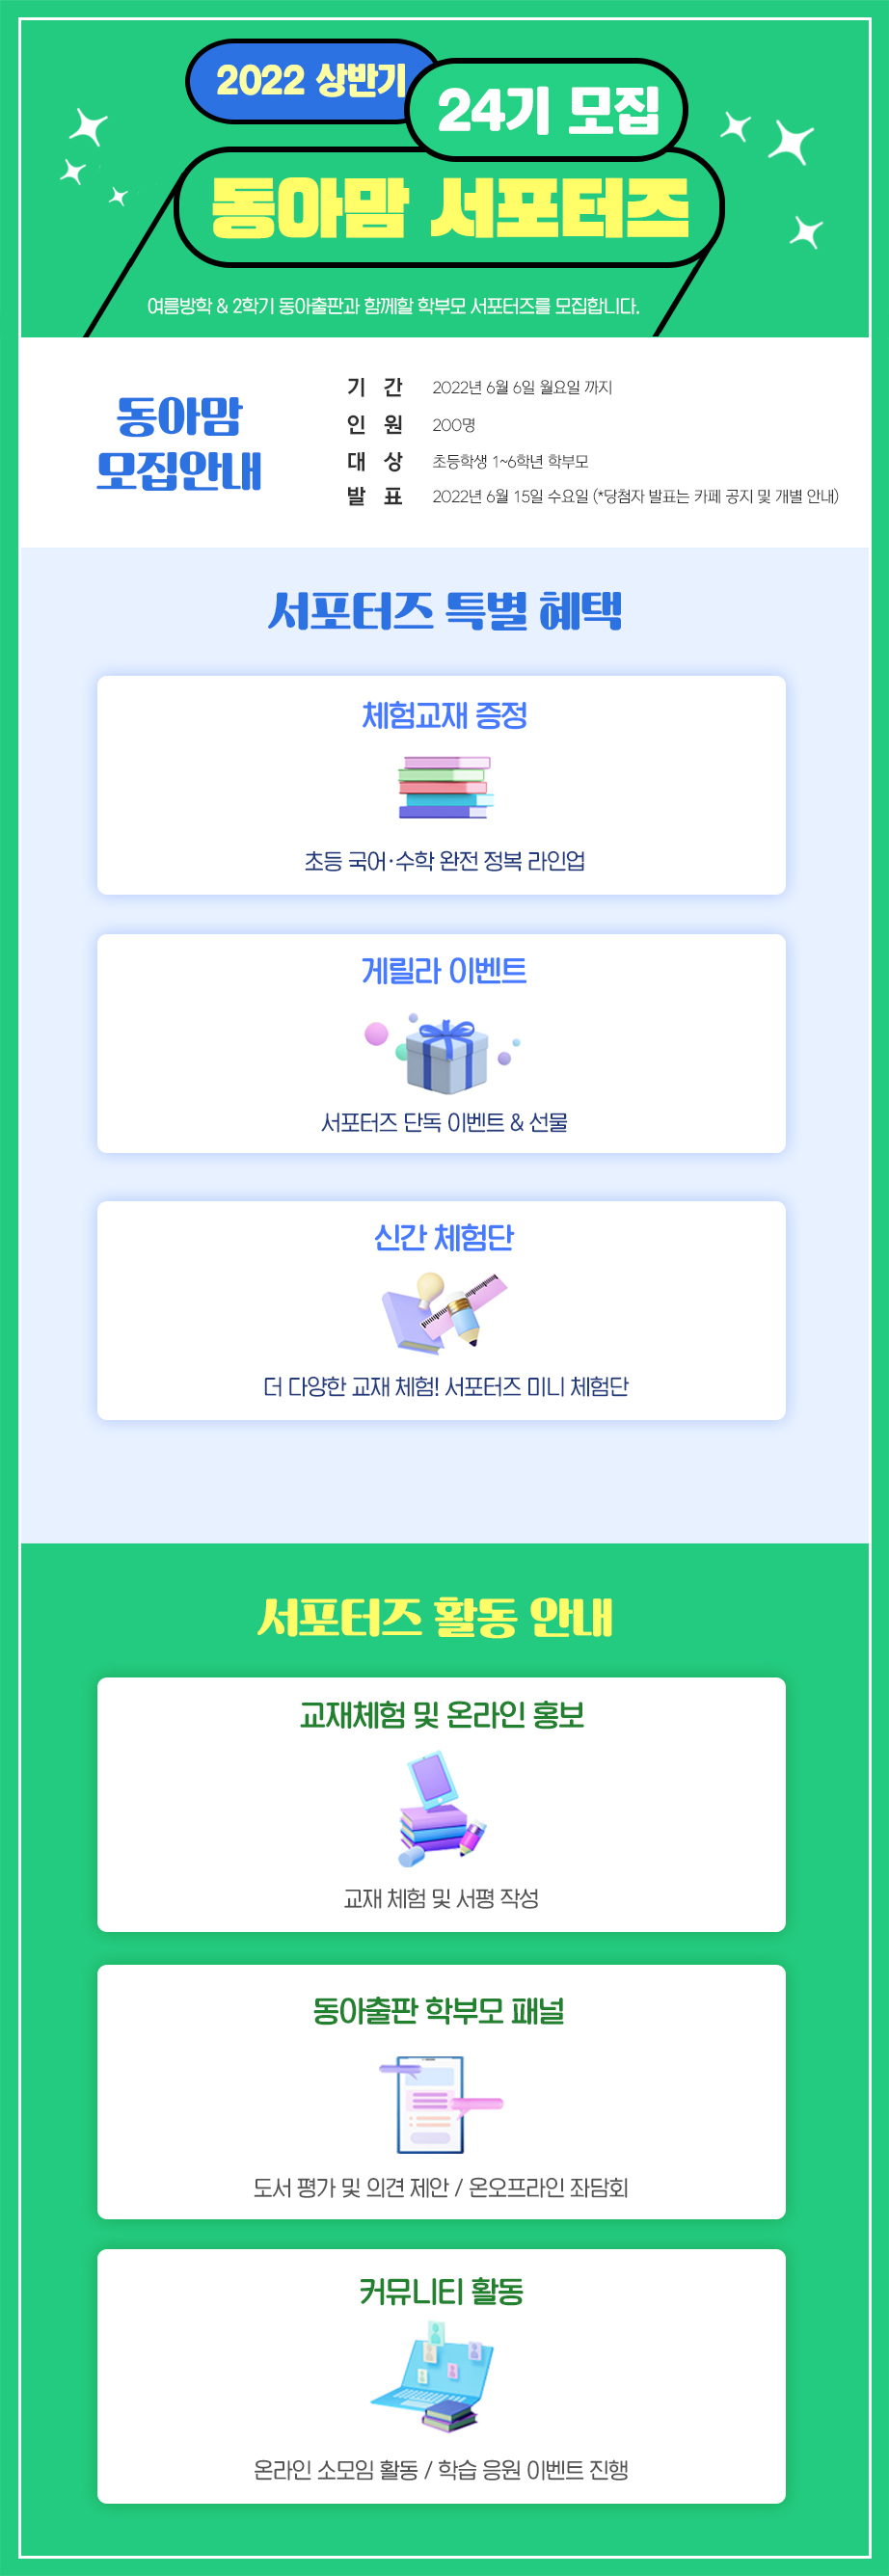 2022 상반기
24기 모집
동아맘 서포터즈
여름방학 & 2학기 동아출판과 함께할 학부모 서포터즈를 모집합니다.
동아맘
모집안내
기 간 2022년 6월 6일 월요일 까지
인 원 200명
대 상 초등학생 1~6학년 학부모
발 표 2022년 6월 15일 수요일 (*당첨자 발표는 카페 공지 및 개별 안내)
서포터즈 특별 혜택
체험교재 증정
초등 국어·수학 완전 정복 라인업
게릴라 이벤트
서포터즈 단독 이벤트 & 선물
신간 체험단
더 다양한 교재 체험! 서포터즈 미니 체험단
서포터즈 활동 안내
교재체험 및 온라인 홍보
교재 체험 및 서평 작성
동아출판 학부모 패널
도서 평가 및 의견 제안 / 온오프라인 좌담회
커뮤니티 활동
온라인 소모임 활동 / 학습 응원 이벤트 진행